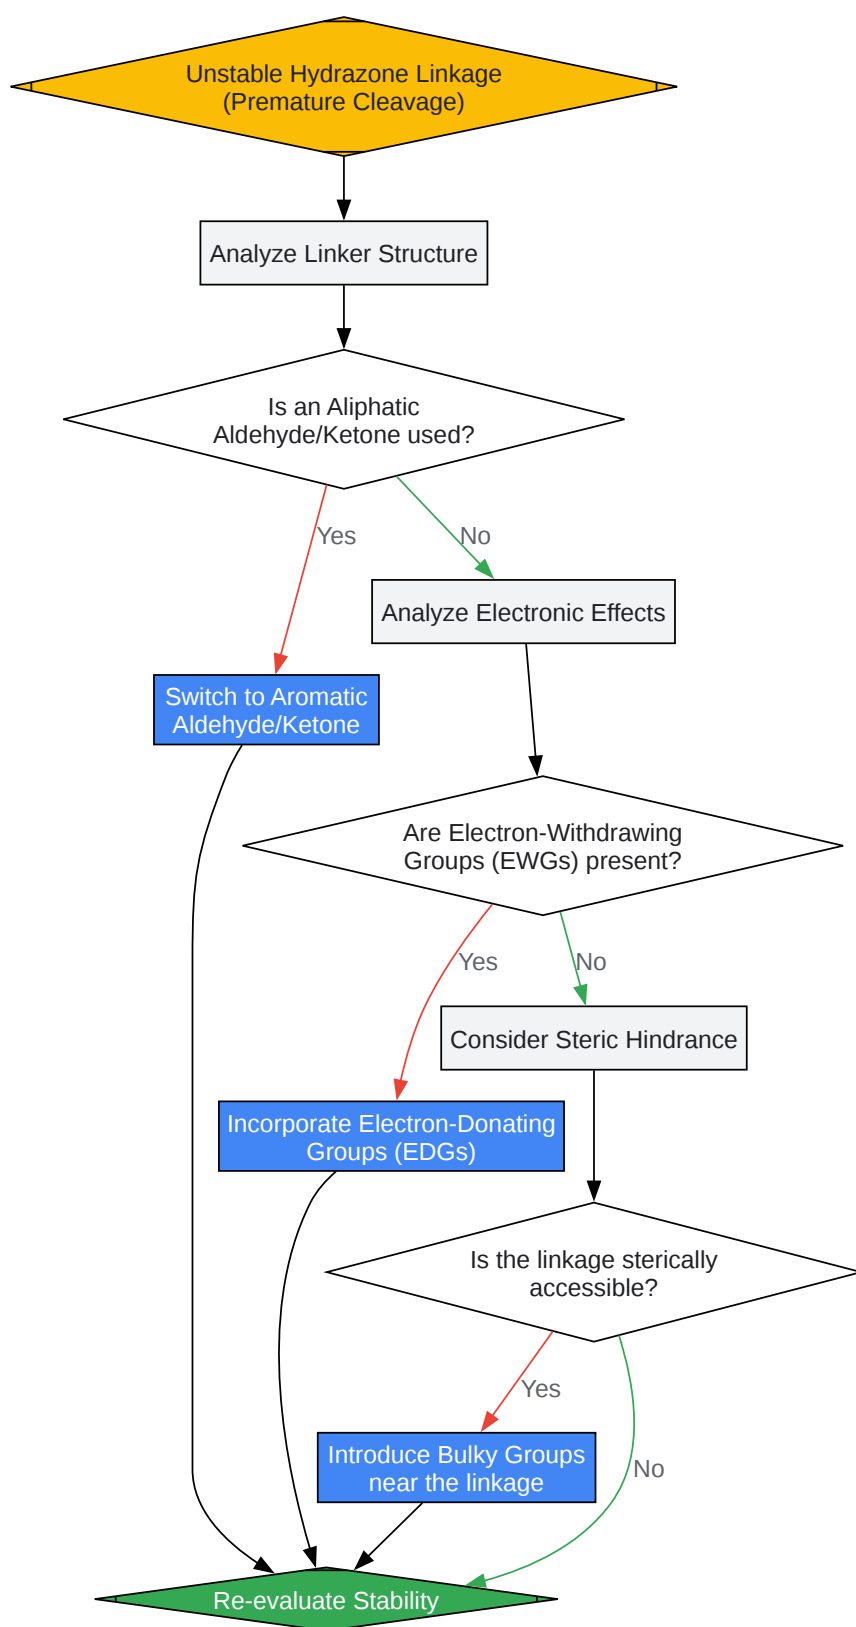 Unstable Hydrazone Linkage
(Premature Cleavage)
Analyze Linker Structure
Is an Aliphatic
Aldehyde/Ketone used?
Yes
No
Analyze Electronic Effects
Switch to Aromatic
Aldehyde/Ketone
Are Electron-Withdrawing
Groups (EWGs) present?
Yes
No
Consider Steric Hindrance
Incorporate Electron-Donating
Groups (EDGs)
Is the linkage sterically
accessible?
Yes
Introduce Bulky Groups
near the linkage
No
Re-evaluate Stability